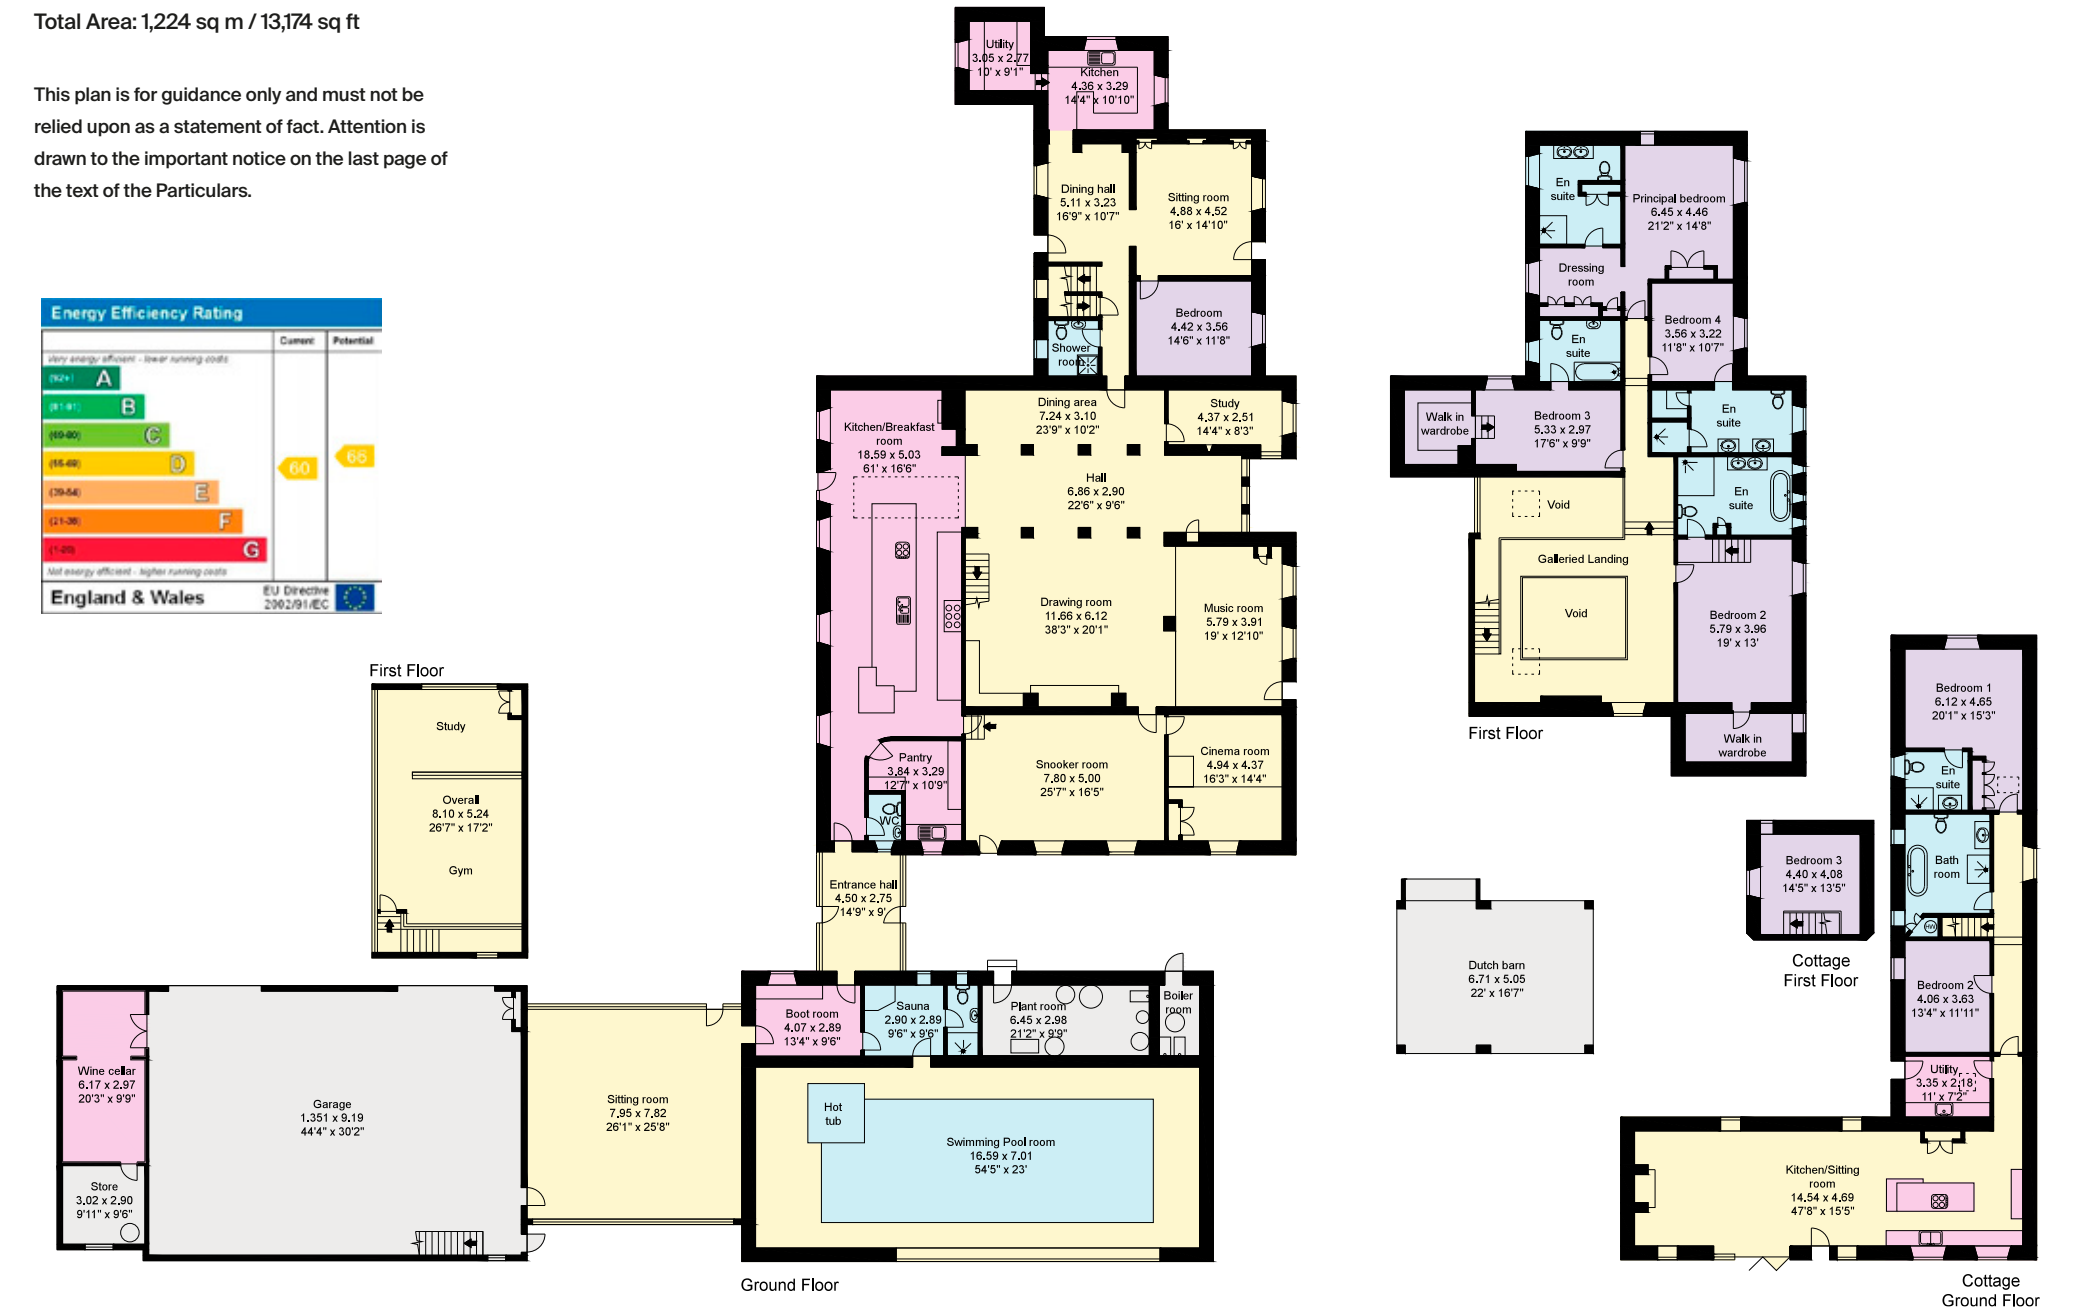 Total Area: 1,224 sq m / 13,174 sq ft
This plan is for guidance only and must not be
relied upon as a statement of fact. Attention is
drawn to the important notice on the last page of
the text of the Particulars.
Energy Efficiency Rating
Current
Potential
Very energy efficient - lower running costs
(92+) A
(81-91) B
(69-80) C
(55-68) D
(39-54) E
(21-38) F
(1-20) G
60
66
Not energy efficient - higher running costs
England & Wales
EU Directive
2002/91/EC
First Floor
Study
Overall
8.10 x 5.24
26'7" x 17'2"
Gym
Wine cellar
6.17 x 2.97
20'3" x 9'9"
Store
3.02 x 2.90
9'11" x 9'6"
Garage
1.351 x 9.19
44'4" x 30'2"
Sitting room
7.95 x 7.82
26'1" x 25'8"
Utility
3.05 x 2.77
10' x 9'1"
Kitchen
4.36 x 3.29
14'4" x 10'10"
Dining hall
5.11 x 3.23
16'9" x 10'7"
Sitting room
4.88 x 4.52
16' x 14'10"
Bedroom
4.42 x 3.56
14'6" x 11'8"
Shower
room
Kitchen/Breakfast
room
18.59 x 5.03
61' x 16'6"
Dining area
7.24 x 3.10
23'9" x 10'2"
Study
4.37 x 2.51
14'4" x 8'3"
Hall
6.86 x 2.90
22'6" x 9'6"
Drawing room
11.66 x 6.12
38'3" x 20'1"
Music room
5.79 x 3.91
19' x 12'10"
Pantry
3.84 x 3.29
12'7" x 10'9"
WC
Snooker room
7.80 x 5.00
25'7" x 16'5"
Cinema room
4.94 x 4.37
16'3" x 14'4"
Entrance hall
4.50 x 2.75
14'9" x 9'
Boot room
4.07 x 2.89
13'4" x 9'6"
Sauna
2.90 x 2.89
9'6" x 9'6"
Plant room
6.45 x 2.98
21'2" x 9'9"
Boiler
room
Hot
tub
Swimming Pool room
16.59 x 7.01
54'5" x 23'
Ground Floor
En
suite
Principal bedroom
6.45 x 4.46
21'2" x 14'8"
Dressing
room
Bedroom 4
3.56 x 3.22
11'8" x 10'7"
En
suite
Walk in
wardrobe
Bedroom 3
5.33 x 2.97
17'6" x 9'9"
En
suite
En
suite
Void
Galleried Landing
Void
Bedroom 2
5.79 x 3.96
19' x 13'
Walk in
wardrobe
First Floor
Dutch barn
6.71 x 5.05
22' x 16'7"
Bedroom 3
4.40 x 4.08
14'5" x 13'5"
Cottage
First Floor
Bedroom 1
6.12 x 4.65
20'1" x 15'3"
En
suite
Bath
room
HW
Bedroom 2
4.06 x 3.63
13'4" x 11'11"
Utility
3.35 x 2.18
11' x 7'2"
Kitchen/Sitting
room
14.54 x 4.69
47'8" x 15'5"
Cottage
Ground Floor